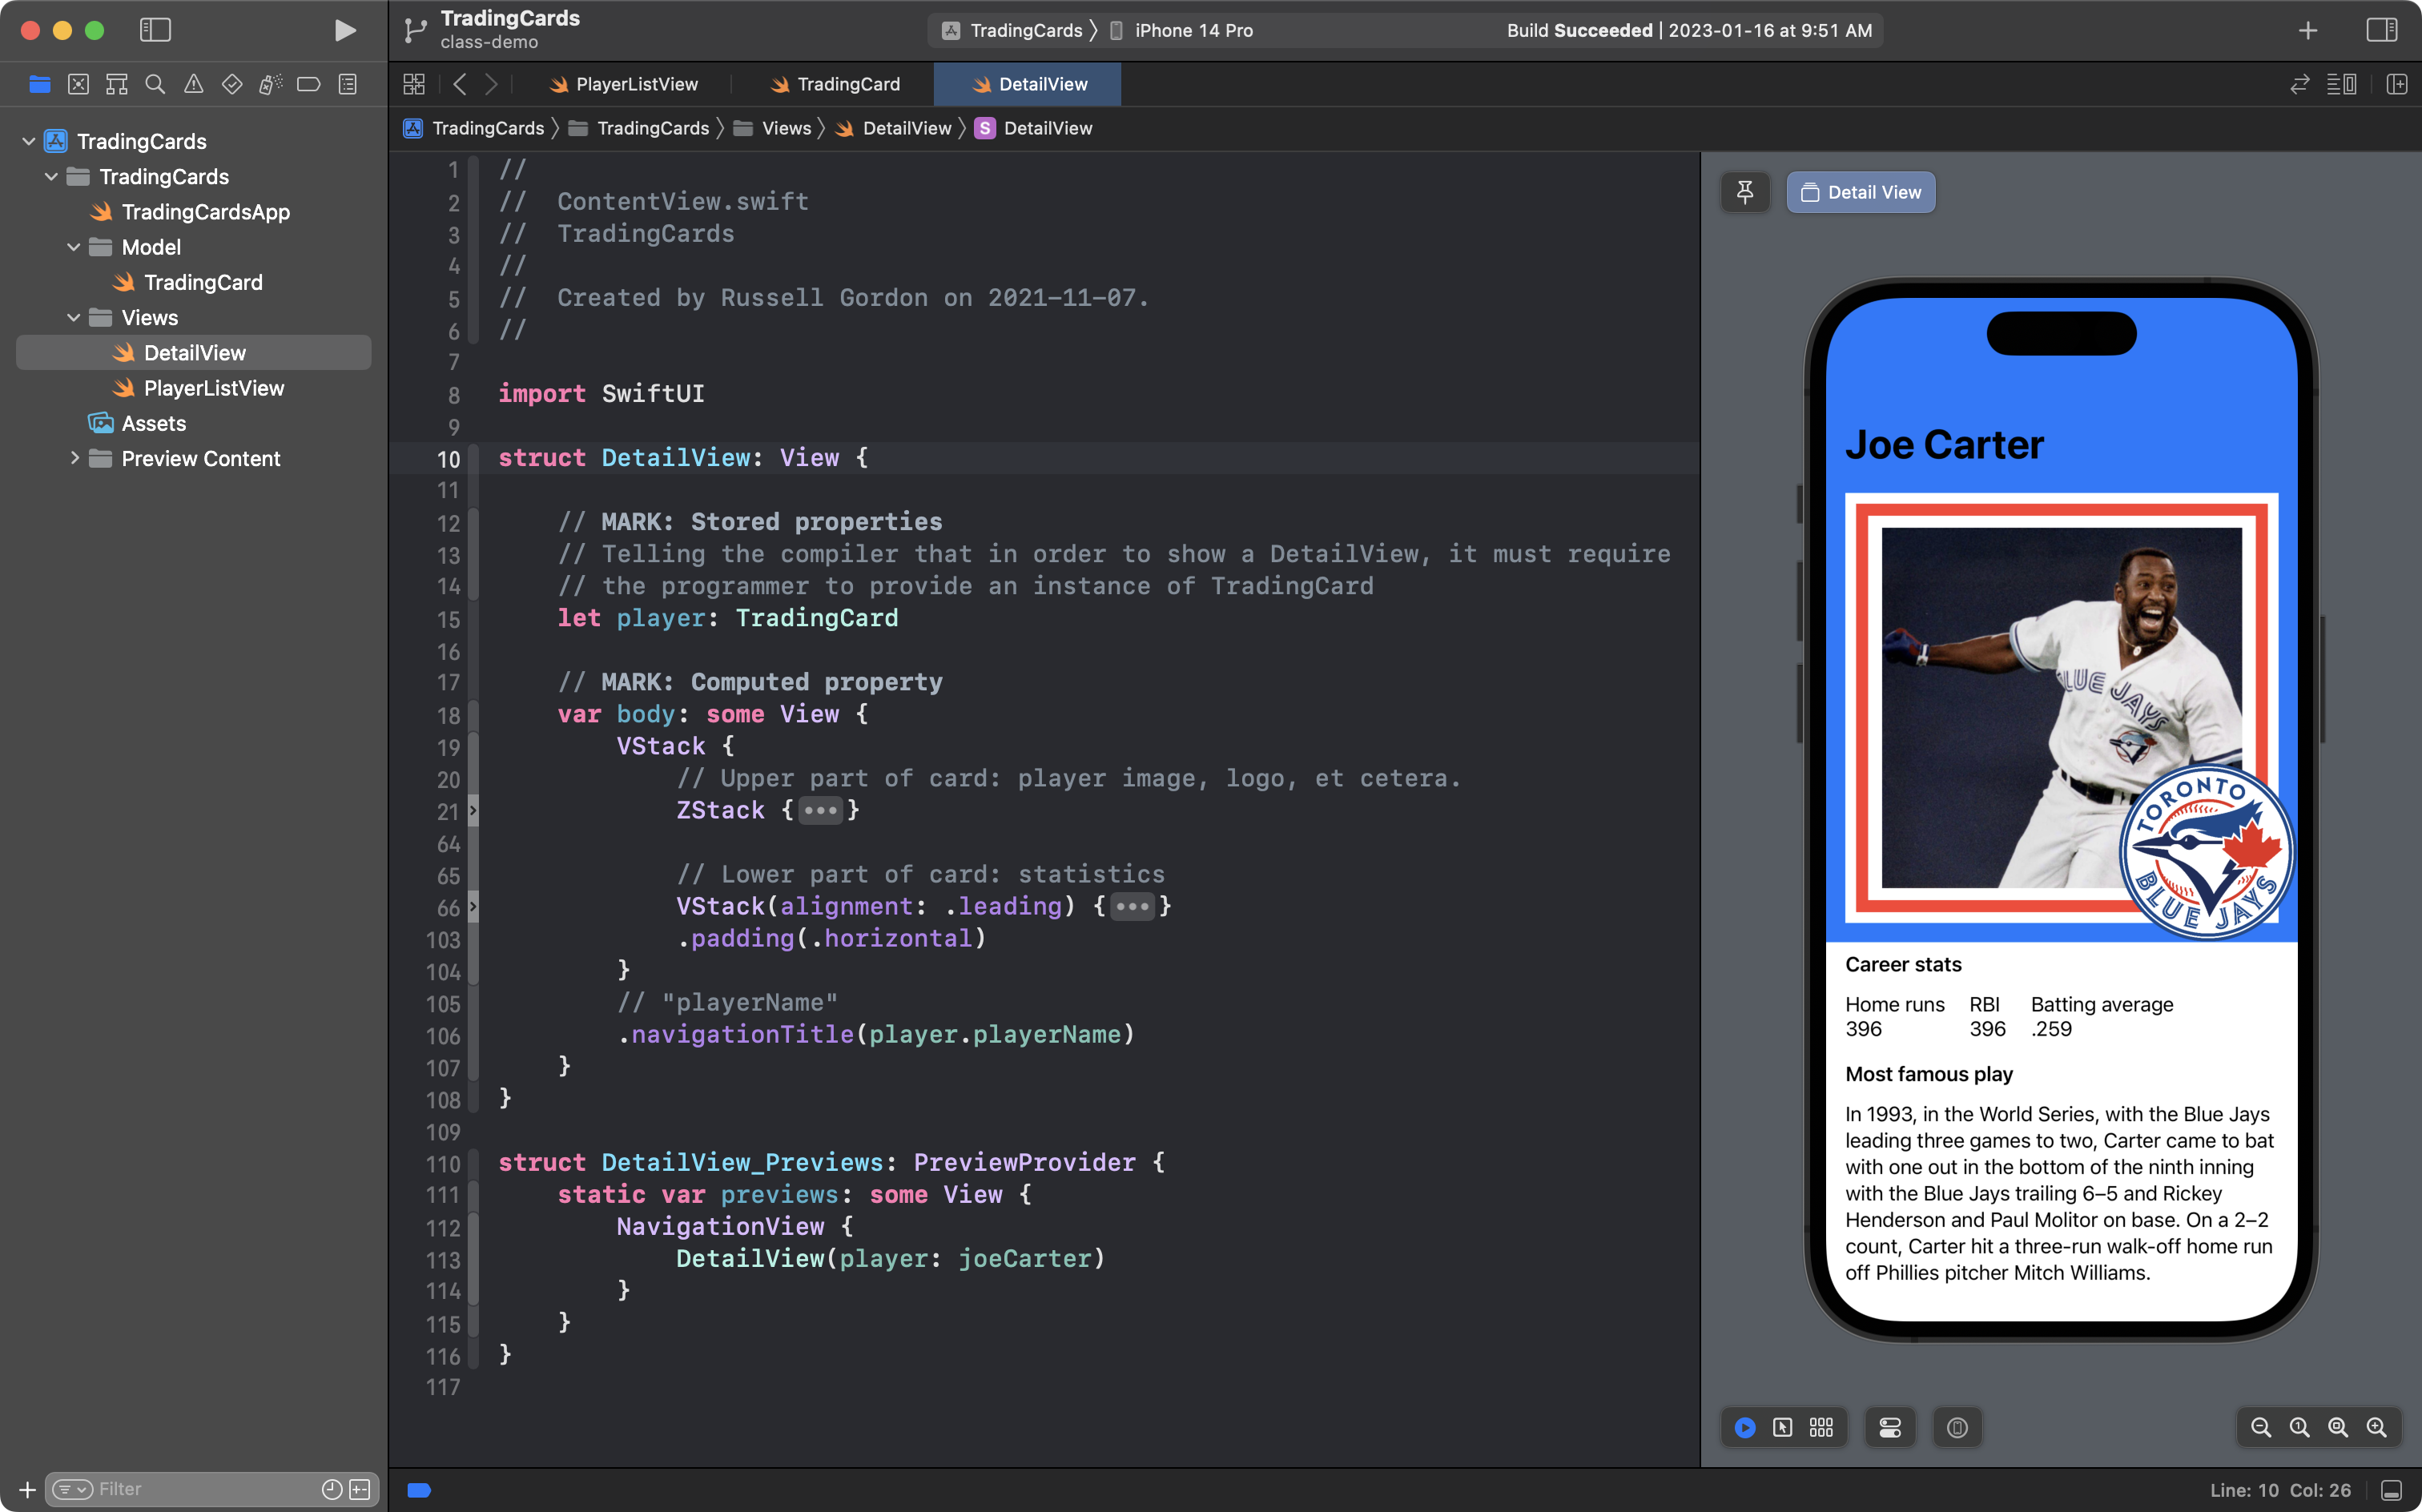 TradingCards
class-demo
TradingCards 〉 iPhone 14 Pro
Build Succeeded | 2023-01-16 at 9:51 AM
PlayerListView
TradingCard
DetailView
TradingCards 〉 TradingCards 〉 Views 〉 DetailView 〉 S DetailView
TradingCards
TradingCards
TradingCardsApp
Model
TradingCard
Views
DetailView
PlayerListView
Assets
Preview Content
Filter
1 //
2 //  ContentView.swift
3 //  TradingCards
4 //
5 //  Created by Russell Gordon on 2021-11-07.
6 //
7
8 import SwiftUI
9
10 struct DetailView: View {
11
12     // MARK: Stored properties
13     // Telling the compiler that in order to show a DetailView, it must require
14     // the programmer to provide an instance of TradingCard
15     let player: TradingCard
16
17     // MARK: Computed property
18     var body: some View {
19         VStack {
20             // Upper part of card: player image, logo, et cetera.
21             ZStack {•••}
64
65             // Lower part of card: statistics
66             VStack(alignment: .leading) {•••}
103             .padding(.horizontal)
104         }
105         // "playerName"
106         .navigationTitle(player.playerName)
107     }
108 }
109
110 struct DetailView_Previews: PreviewProvider {
111     static var previews: some View {
112         NavigationView {
113             DetailView(player: joeCarter)
114         }
115     }
116 }
117
Detail View
Joe Carter
BLUE JAYS
TORONTO
BLUE JAYS
Career stats
Home runs RBI Batting average
396 396 .259
Most famous play
In 1993, in the World Series, with the Blue Jays
leading three games to two, Carter came to bat
with one out in the bottom of the ninth inning
with the Blue Jays trailing 6–5 and Rickey
Henderson and Paul Molitor on base. On a 2–2
count, Carter hit a three-run walk-off home run
off Phillies pitcher Mitch Williams.
Line: 10 Col: 26